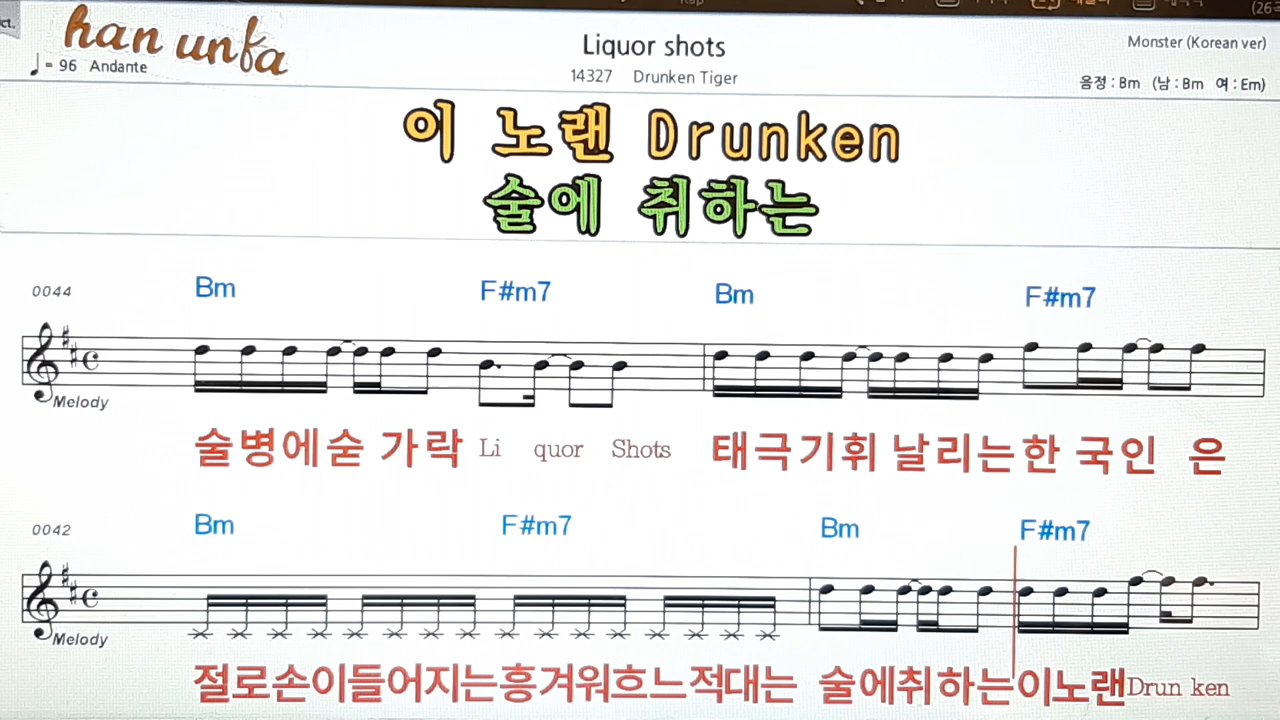 han unfa
♩= 96 Andante
Liquor shots
14327 Drunken Tiger
Monster (Korean ver)
음정 : Bm (남 : Bm 여 : Em)
이 노랜 Drunken
술에 취하는
0044
Bm F#m7 Bm F#m7
Melody
술병에숟 가락 Li quor Shots 태극기휘 날리는한 국인 은
0042
Bm F#m7 Bm F#m7
Melody
절로손이들어지는흥겨워흐느적대는 술에취하는이노랜Drun ken